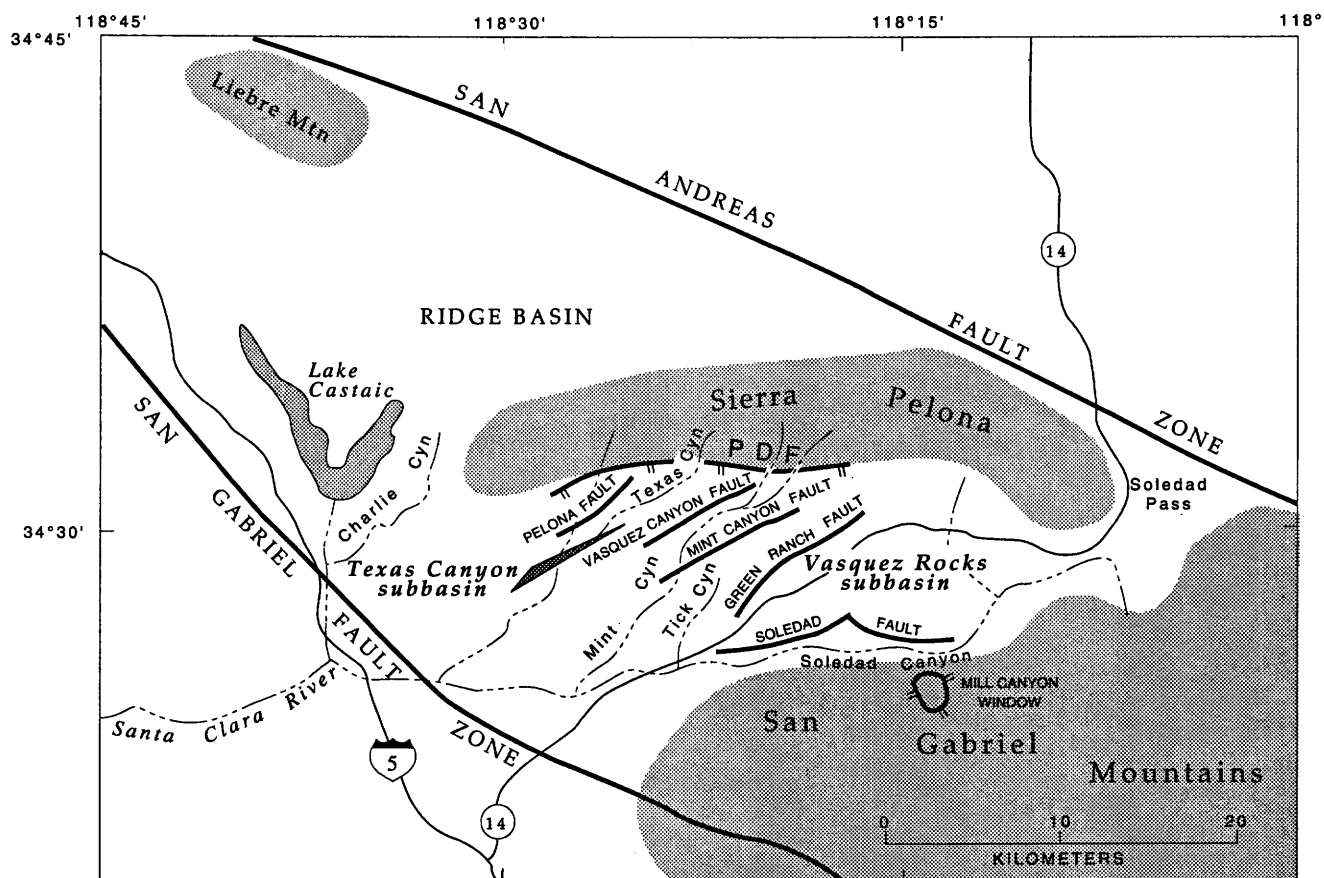 118°45'
118°30'
118°15'
118°
34°45'
Liebre Mtn
SAN
ANDREAS
FAULT
ZONE
14
RIDGE BASIN
Lake
Castaic
Sierra
Pelona
SAN
GABRIEL
FAULT
ZONE
Charlie Cyn
PDF
Texas Cyn
PELONA FAULT
VASQUEZ CANYON FAULT
MINT CANYON FAULT
GREEN RANCH FAULT
Soledad
Pass
34°30'
Texas Canyon
subbasin
Vasquez Rocks
subbasin
Mint Cyn
Tick Cyn
SOLEDAD FAULT
Soledad Canyon
MILL CANYON
WINDOW
Santa Clara River
San
Gabriel
Mountains
5
14
0 10 20
KILOMETERS